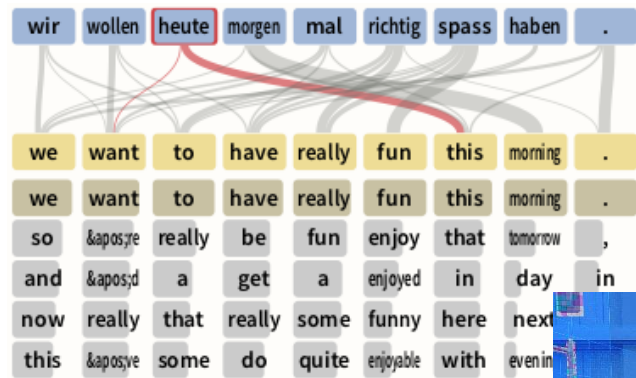 wir wollen heute morgen mal richtig spass haben .
we want to have really fun this morning .
we want to have really fun this morning .
so &apos;re really be fun enjoy that tomorrow ,
and &apos;d a get a enjoyed in day in
now really that really some funny here next
this &apos;ve some do quite enjoyable with